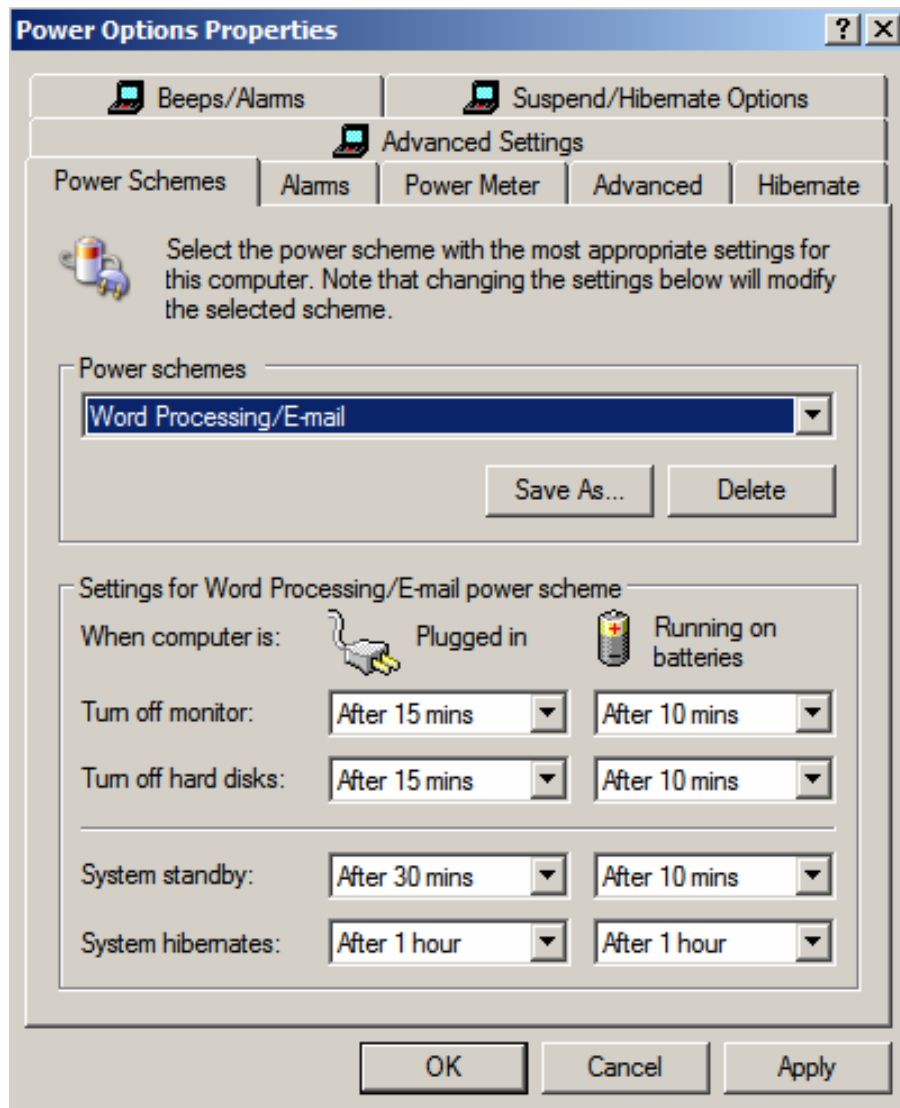 Power Options Properties
Beeps/Alarms Suspend/Hibernate Options
Advanced Settings
Power Schemes Alarms Power Meter Advanced Hibernate
Select the power scheme with the most appropriate settings for
this computer. Note that changing the settings below will modify
the selected scheme.
Power schemes
Word Processing/E-mail
Save As... Delete
Settings for Word Processing/E-mail power scheme
When computer is: Plugged in Running on
batteries
Turn off monitor: After 15 mins After 10 mins
Turn off hard disks: After 15 mins After 10 mins
System standby: After 30 mins After 10 mins
System hibernates: After 1 hour After 1 hour
OK Cancel Apply